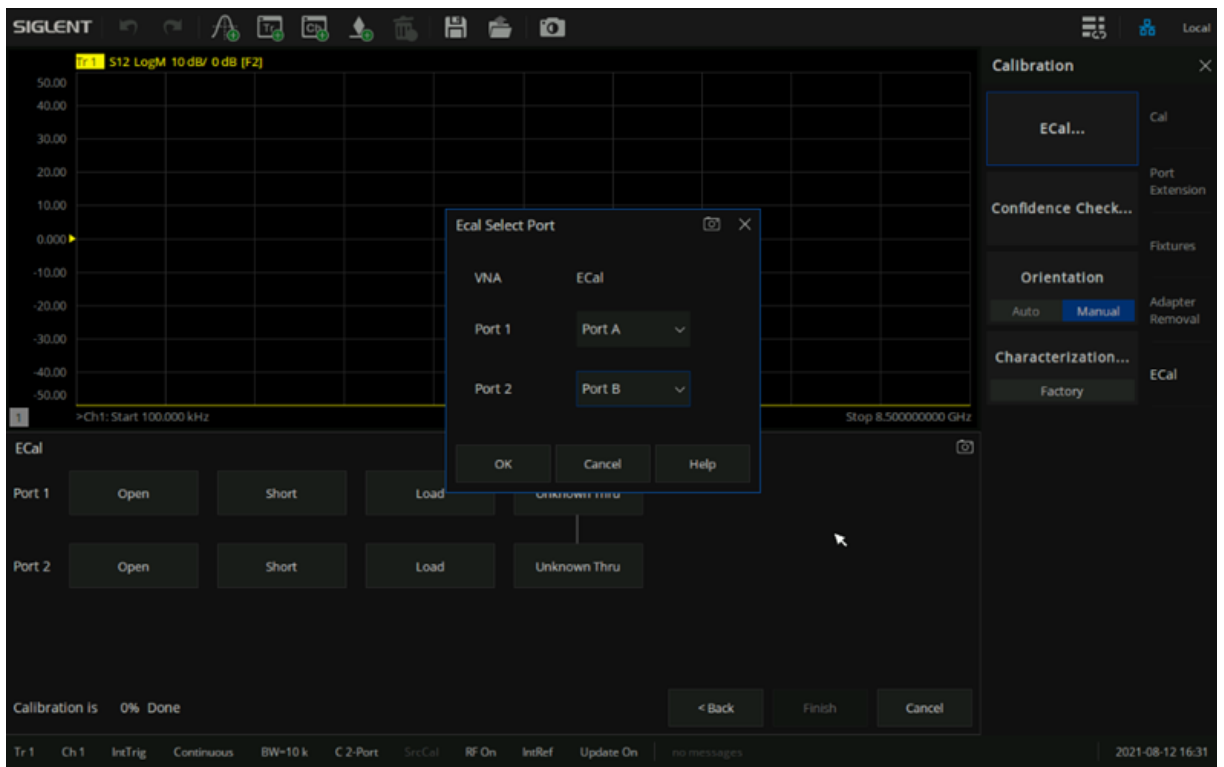 SIGLENT
Tr
Cb
Local
Tr 1 S12 LogM 10 dB/ 0 dB [F2]
50.00
40.00
30.00
20.00
10.00
0.000
-10.00
-20.00
-30.00
-40.00
-50.00
1 >Ch1: Start 100.000 kHz
Stop 8.500000000 GHz
Ecal Select Port
VNA ECal
Port 1 Port A
Port 2 Port B
OK Cancel Help
Calibration
ECal...
Confidence Check...
Orientation
Auto Manual
Characterization...
Factory
Cal
Port
Extension
Fixtures
Adapter
Removal
ECal
ECal
Port 1 Open Short Load Unknown Thru
Port 2 Open Short Load Unknown Thru
Calibration is 0% Done
< Back Finish Cancel
Tr 1 Ch 1 IntTrig Continuous BW=10 k C 2-Port SrcCal RF On IntRef Update On no messages 2021-08-12 16:31